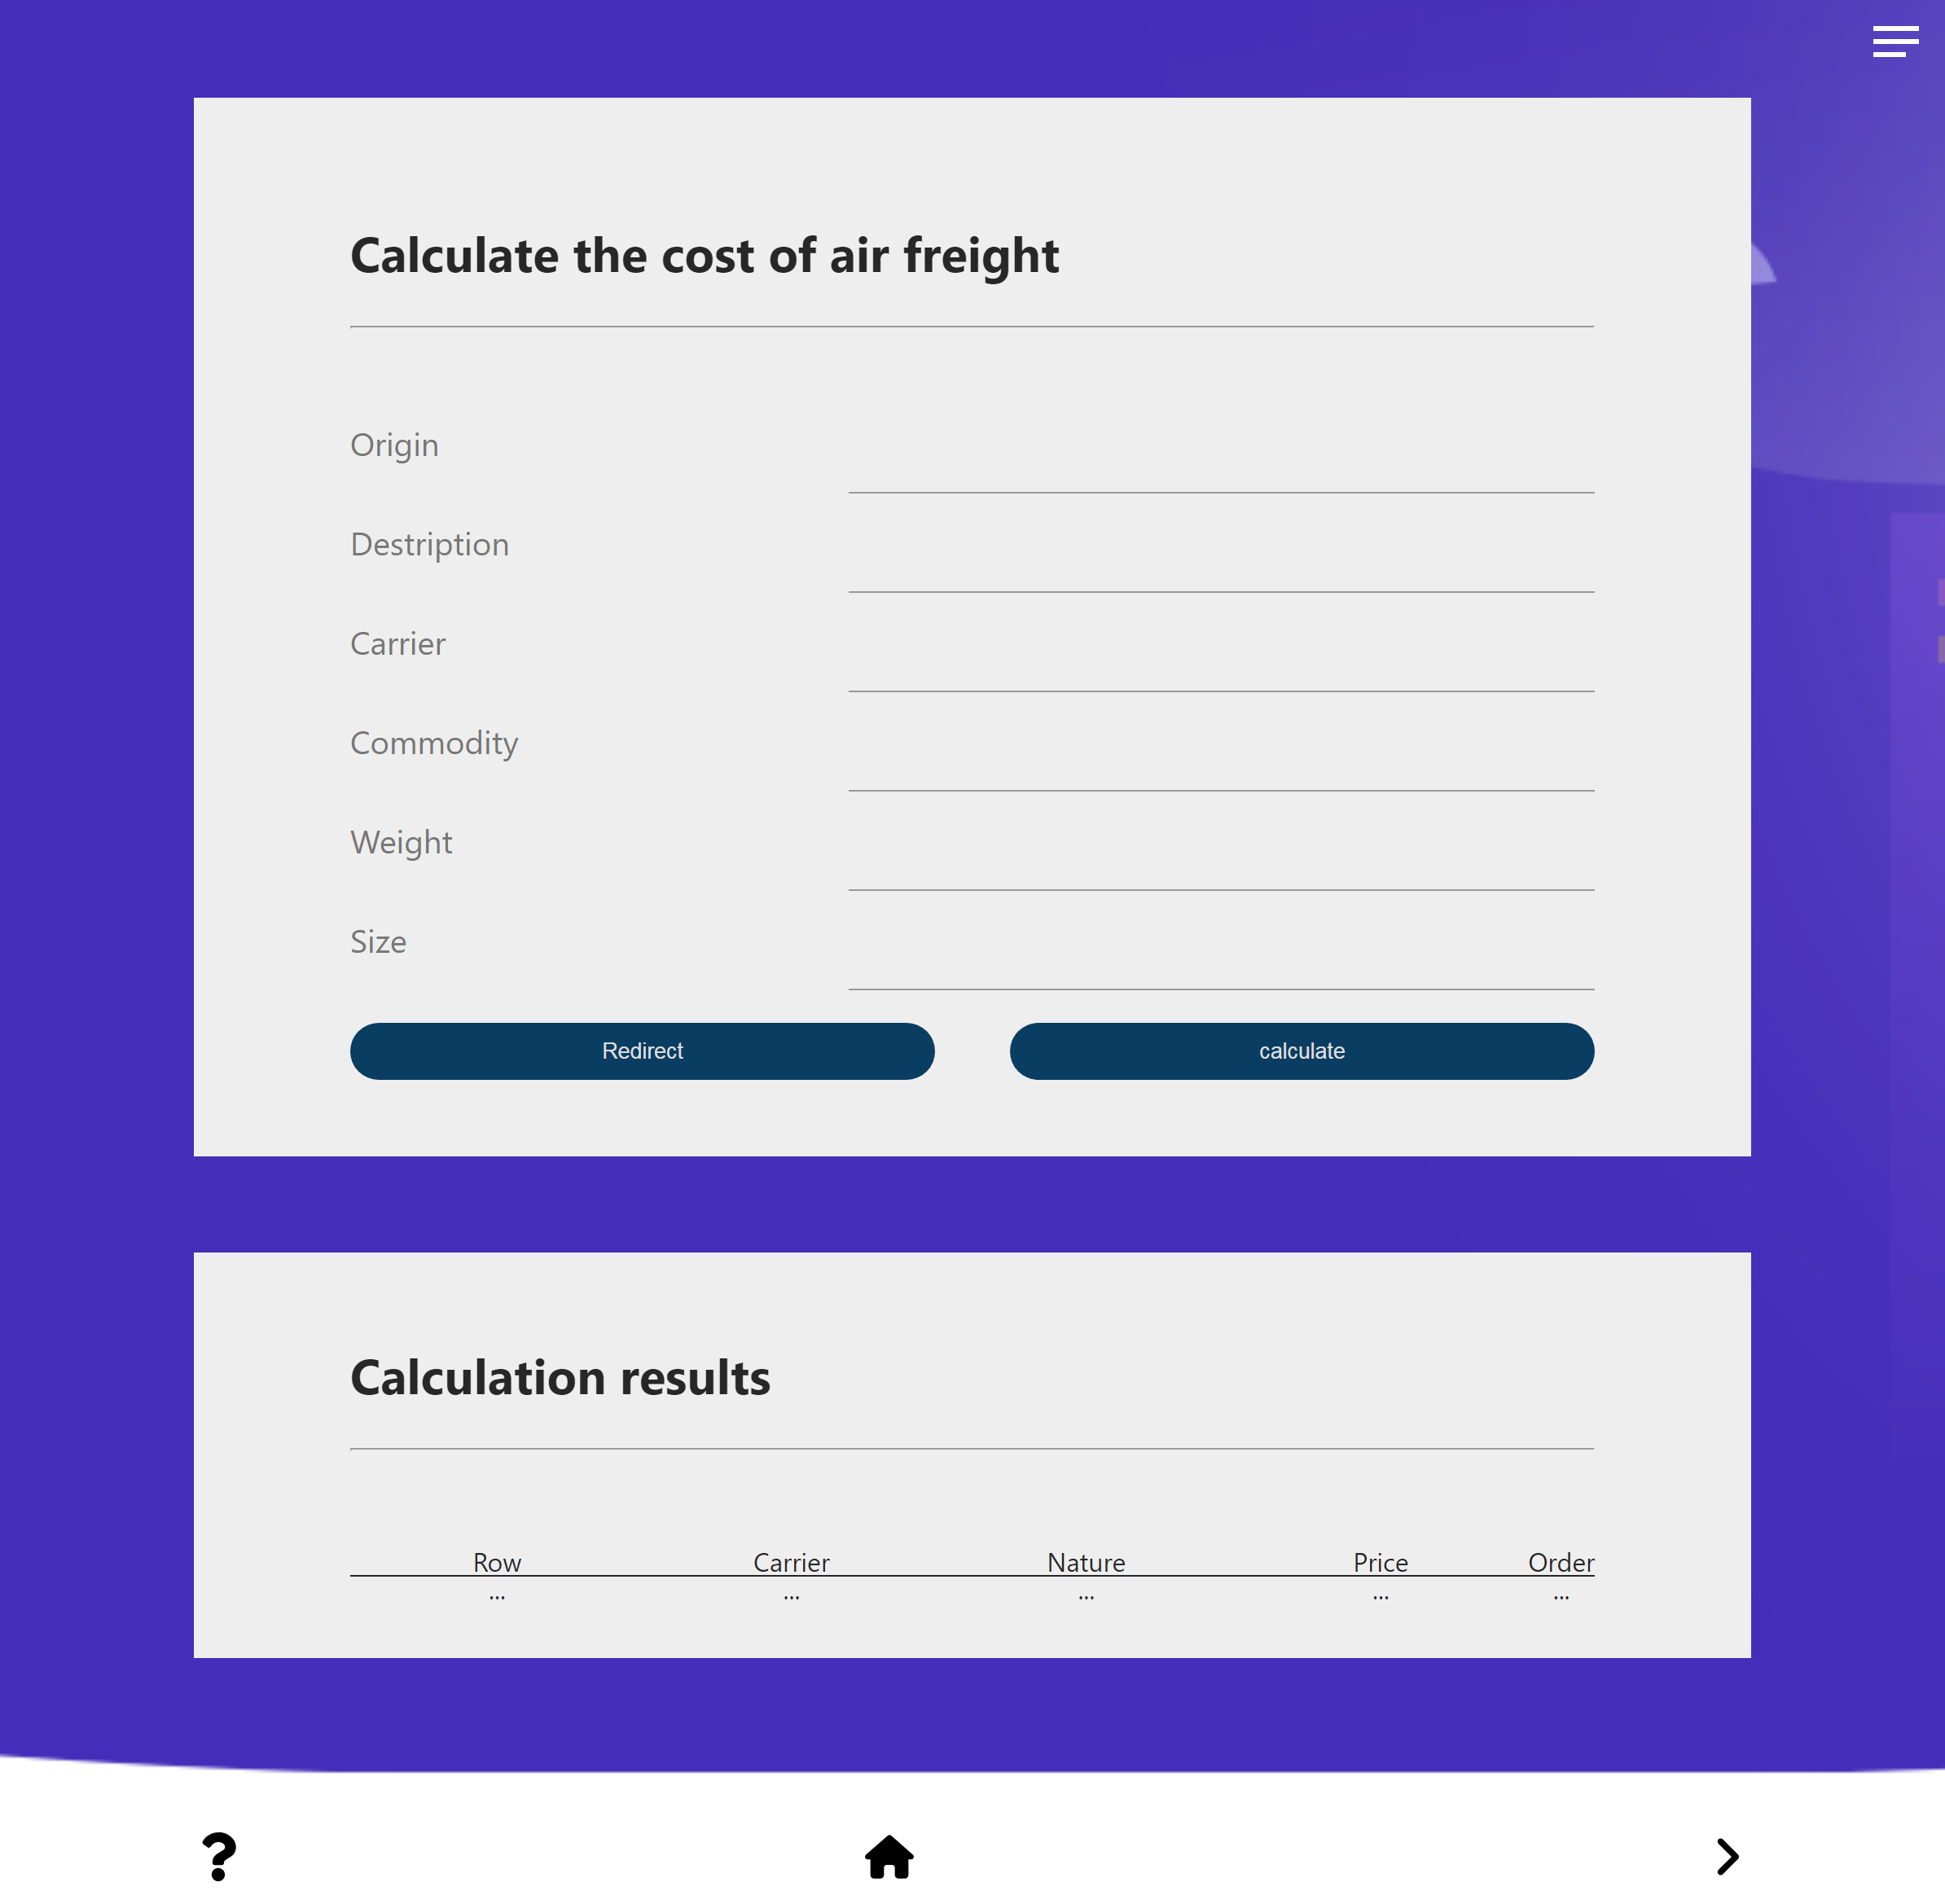 Calculate the cost of air freight
Origin
Destription
Carrier
Commodity
Weight
Size
Redirect calculate
Calculation results
Row Carrier Nature Price Order
... ... ... ... ...